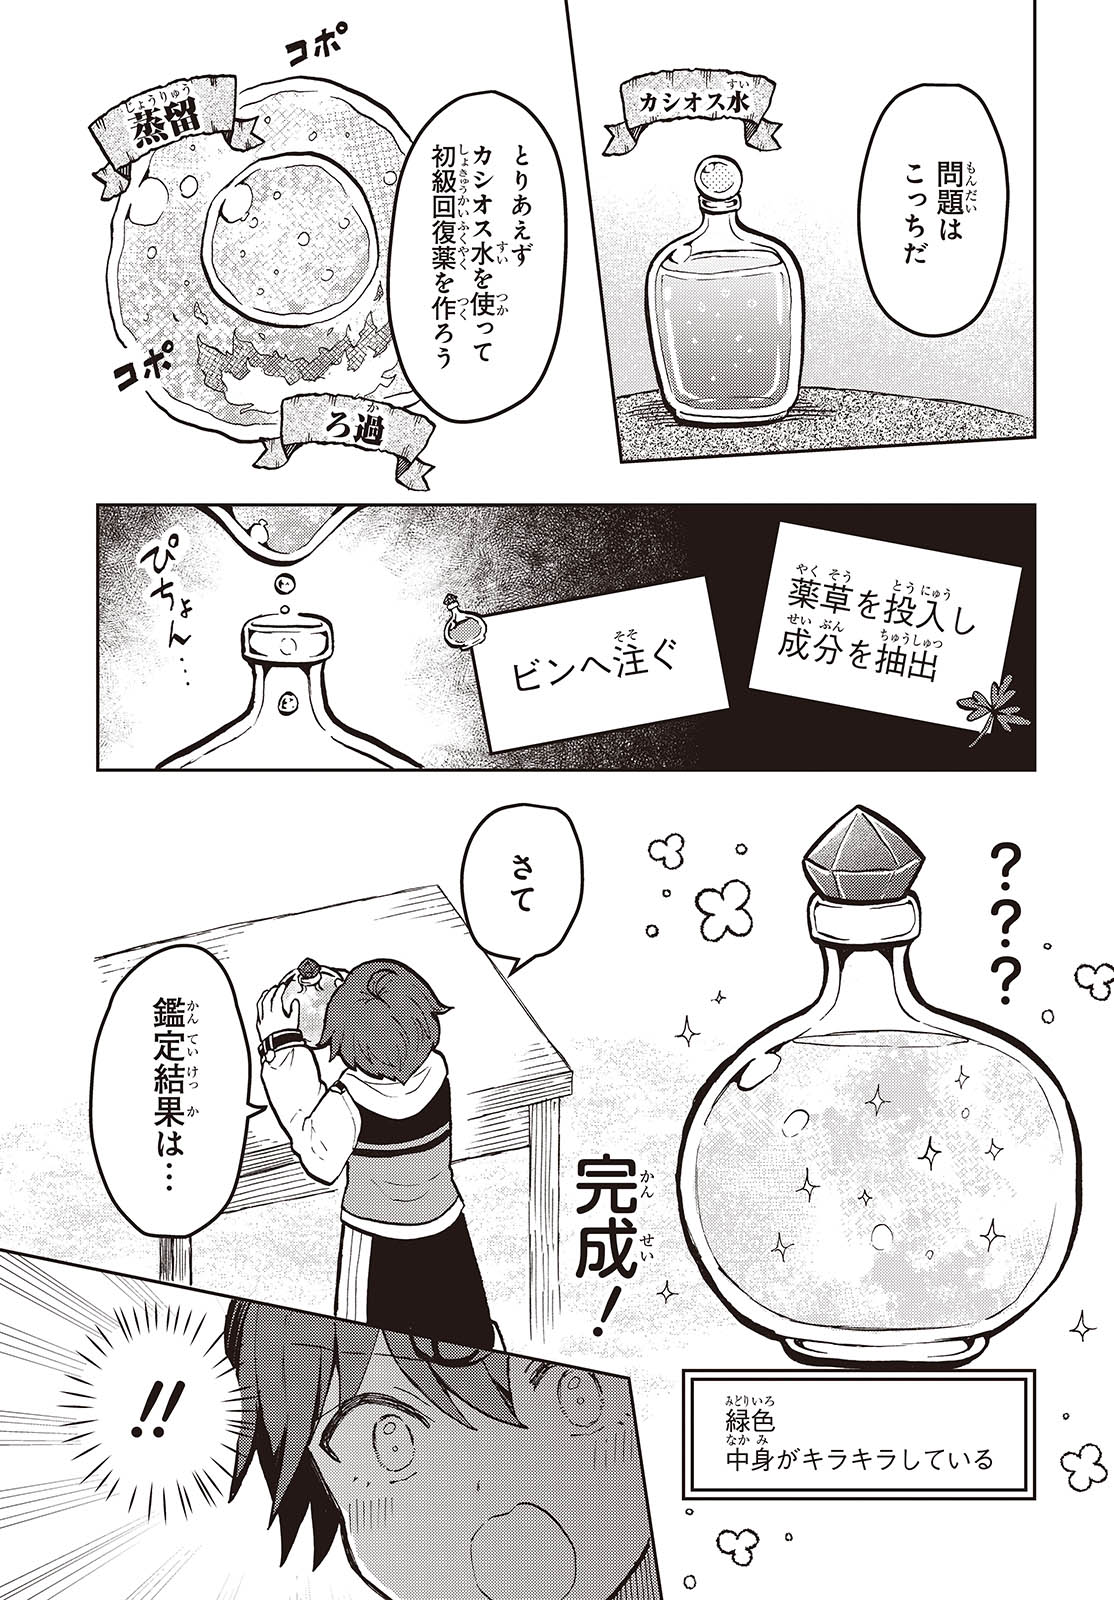 問題は
こっちだ
カシオス水
とりあえず
カシオス水を使って
初級回復薬を作ろう
コポ
蒸留
コポ
ろ過
薬草を投入し
成分を抽出
ビンへ注ぐ
ぴちょん…
？？？
完成！
緑色
中身がキラキラしている
さて
鑑定結果は…
！！